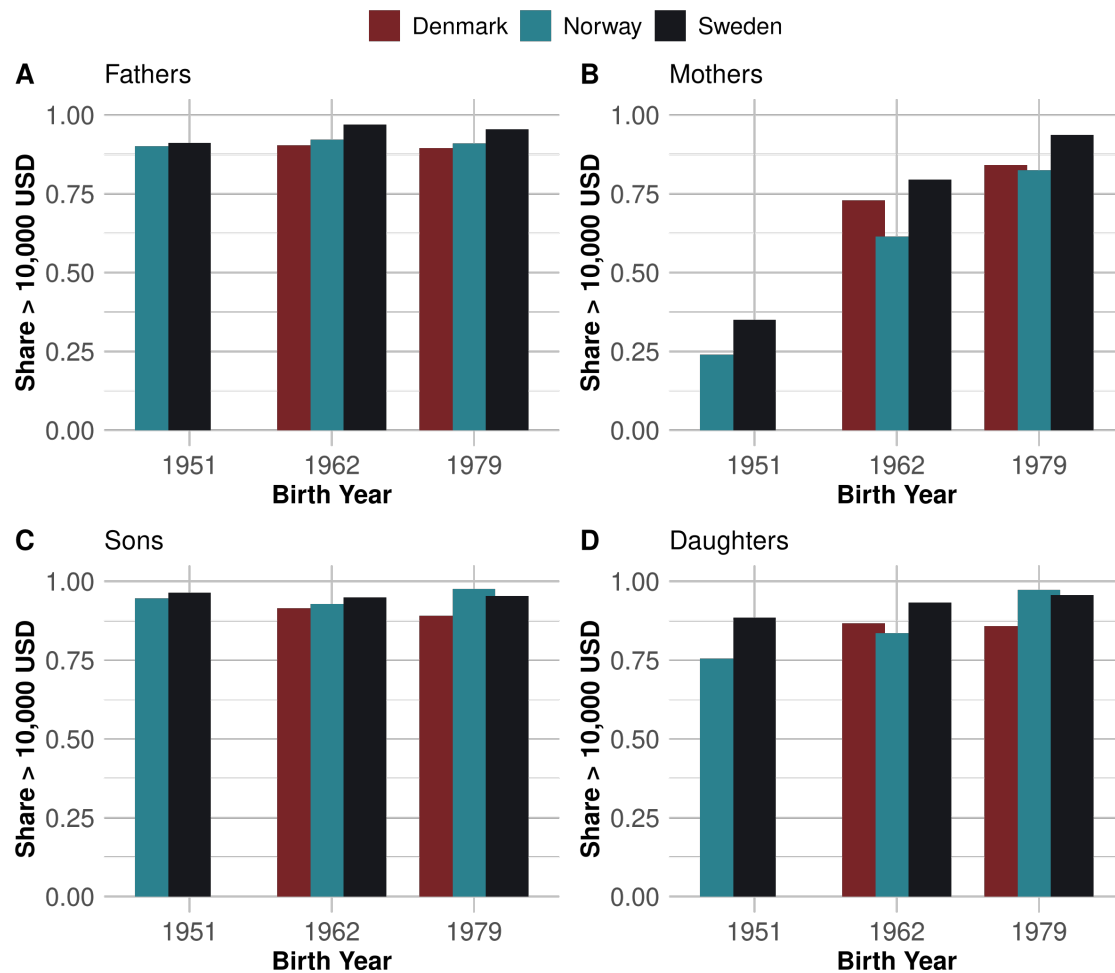 Denmark Norway Sweden
A Fathers
Share > 10,000 USD
1.00
0.75
0.50
0.25
0.00
1951 1962 1979
Birth Year
B Mothers
Share > 10,000 USD
1.00
0.75
0.50
0.25
0.00
1951 1962 1979
Birth Year
C Sons
Share > 10,000 USD
1.00
0.75
0.50
0.25
0.00
1951 1962 1979
Birth Year
D Daughters
Share > 10,000 USD
1.00
0.75
0.50
0.25
0.00
1951 1962 1979
Birth Year